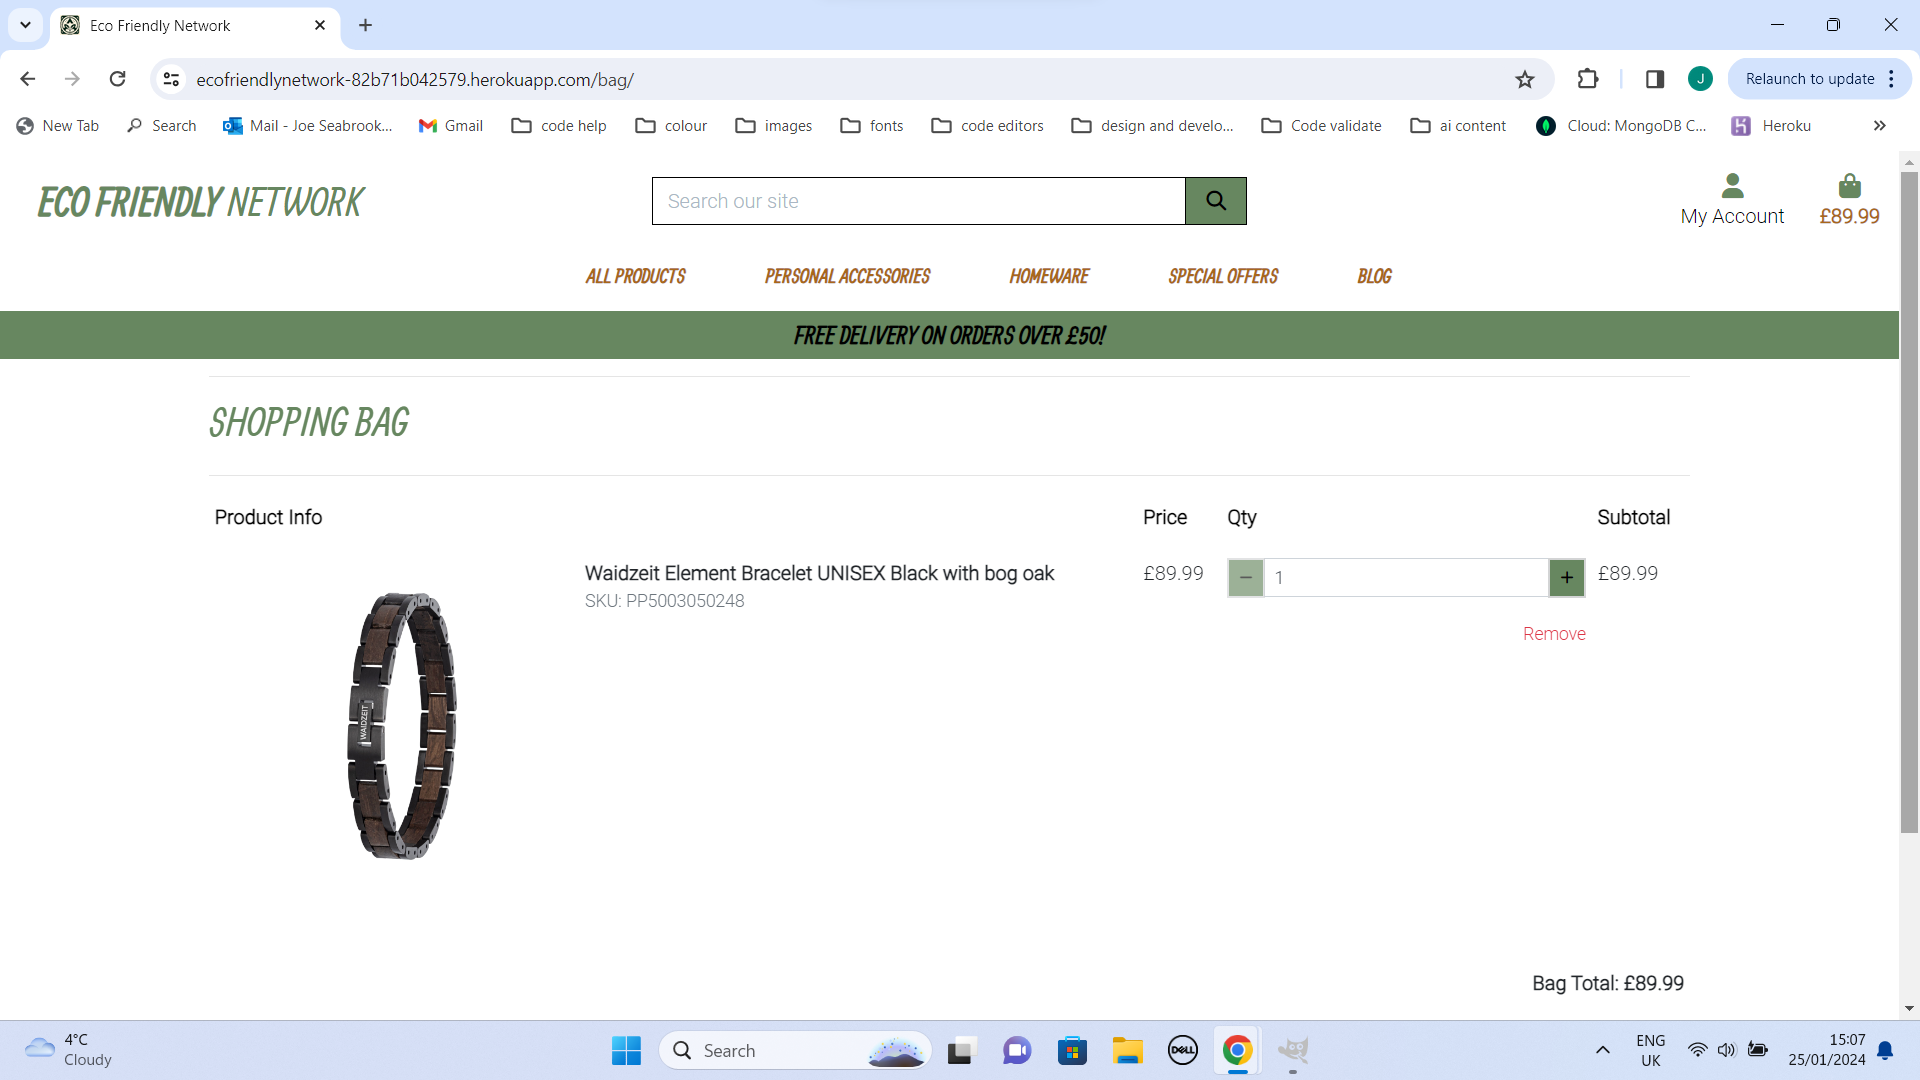 Eco Friendly Network
ecofriendlynetwork-82b71b042579.herokuapp.com/bag/
J
Relaunch to update
New Tab
Search
Mail - Joe Seabrook...
Gmail
code help
colour
images
fonts
code editors
design and develo...
Code validate
ai content
Cloud: MongoDB C...
Heroku
ECO FRIENDLY NETWORK
Search our site
My Account
£89.99
ALL PRODUCTS
PERSONAL ACCESSORIES
HOMEWARE
SPECIAL OFFERS
BLOG
FREE DELIVERY ON ORDERS OVER £50!
SHOPPING BAG
Product Info
Price
Qty
Subtotal
Waidzeit Element Bracelet UNISEX Black with bog oak
SKU: PP5003050248
£89.99
1
£89.99
Remove
WAIDZEIT
Bag Total: £89.99
4°C
Cloudy
Search
DELL
ENG
UK
15:07
25/01/2024